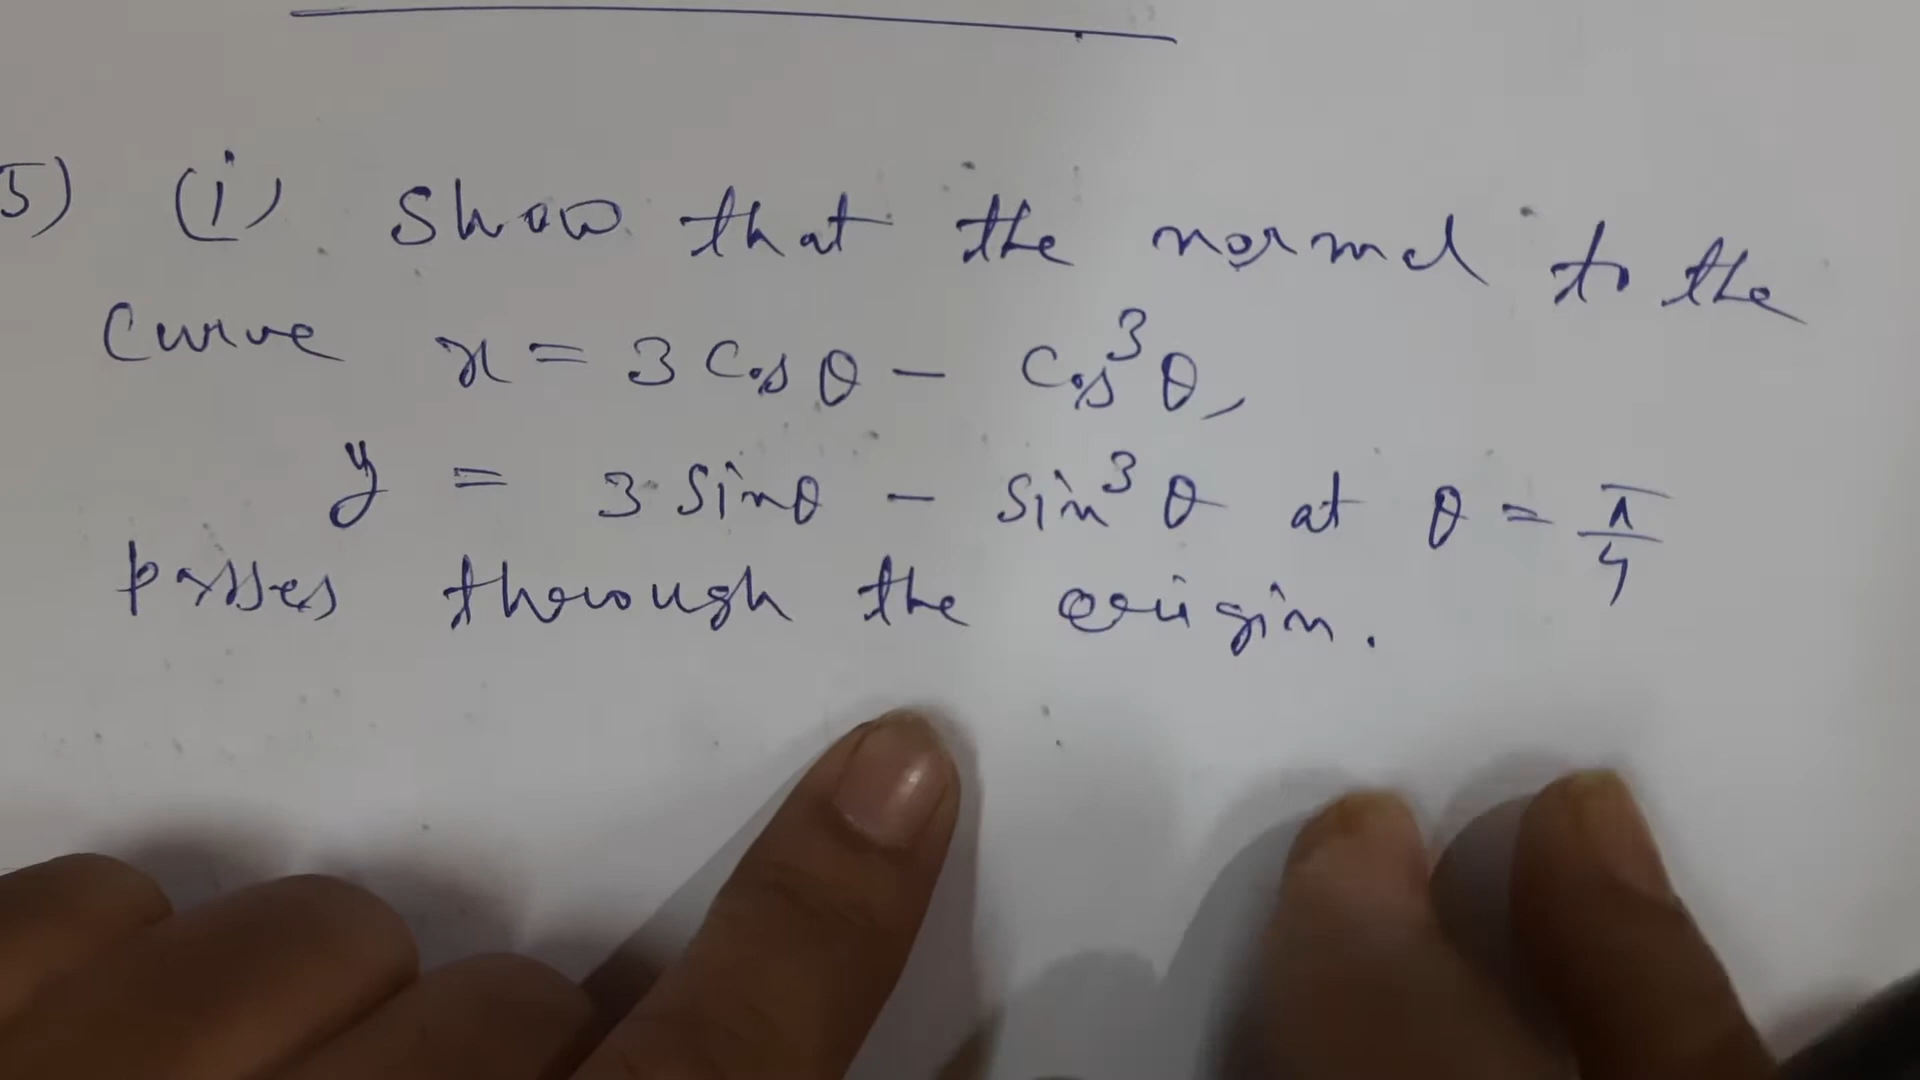 5) (i) Show that the normal to the
Curve x = 3 Cos θ - Cos³ θ,
y = 3 Sin θ - Sin³ θ at θ = π/4
passes through the origin.